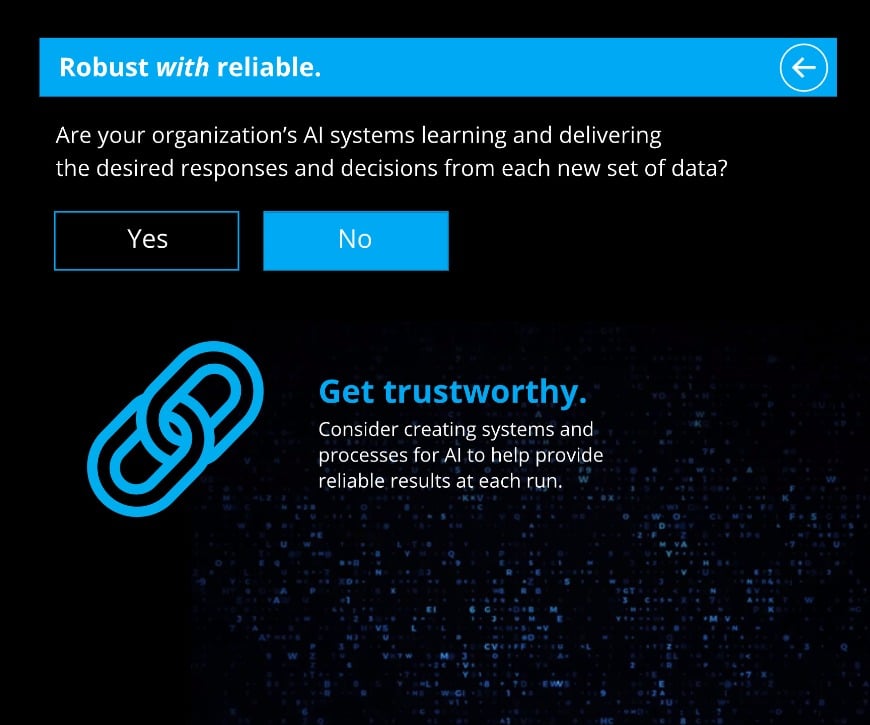 Robust with reliable.
Are your organization’s AI systems learning and delivering
the desired responses and decisions from each new set of data?
Yes
No
Get trustworthy.
Consider creating systems and
processes for AI to help provide
reliable results at each run.